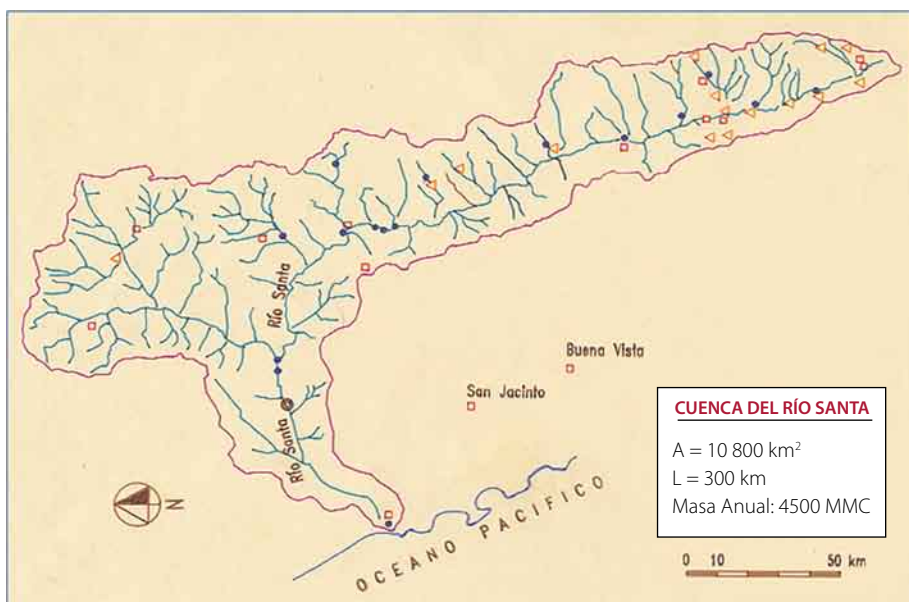 Río Santa
Buena Vista
San Jacinto
Río Santa
N
OCEANO PACIFICO
CUENCA DEL RÍO SANTA
A = 10 800 km²
L = 300 km
Masa Anual: 4500 MMC
0 10 50 km